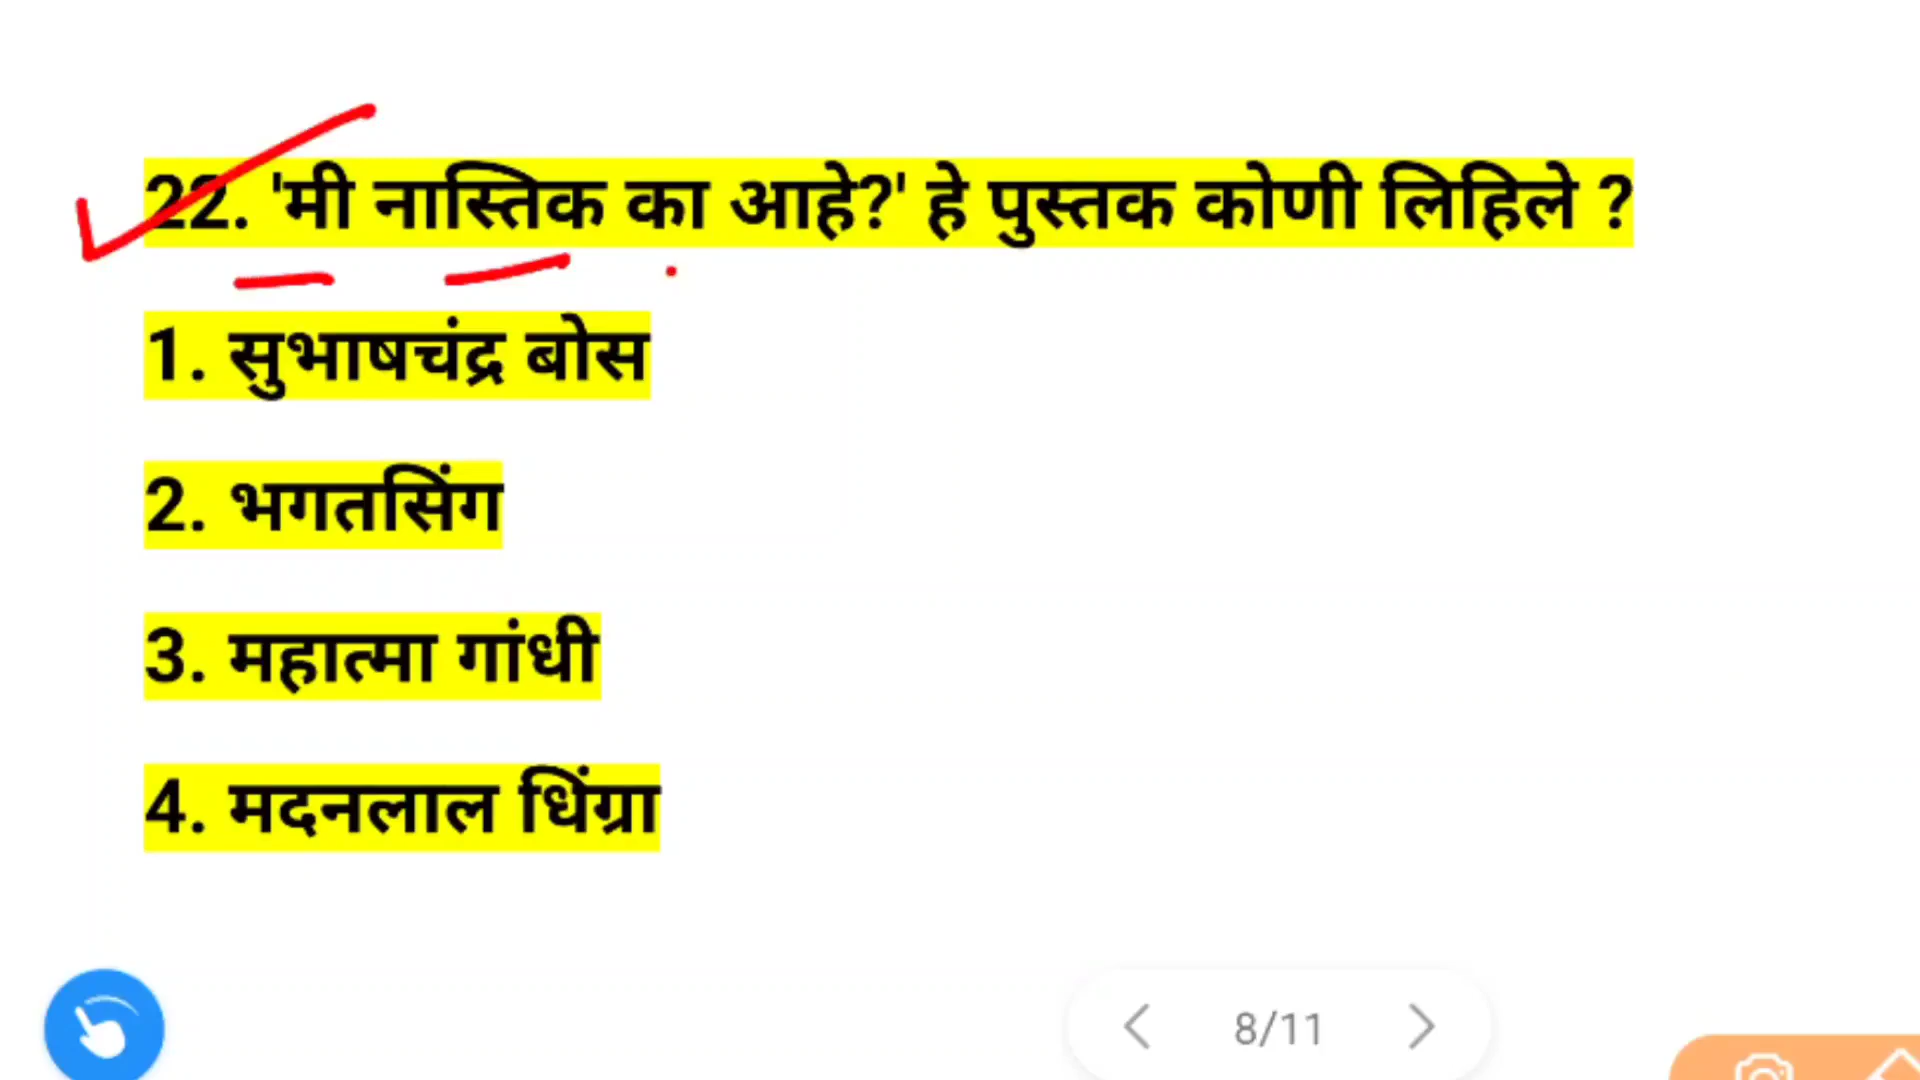 22. 'मी नास्तिक का आहे?' हे पुस्तक कोणी लिहिले ?
1. सुभाषचंद्र बोस
2. भगतसिंग
3. महात्मा गांधी
4. मदनलाल धिंग्रा
8/11